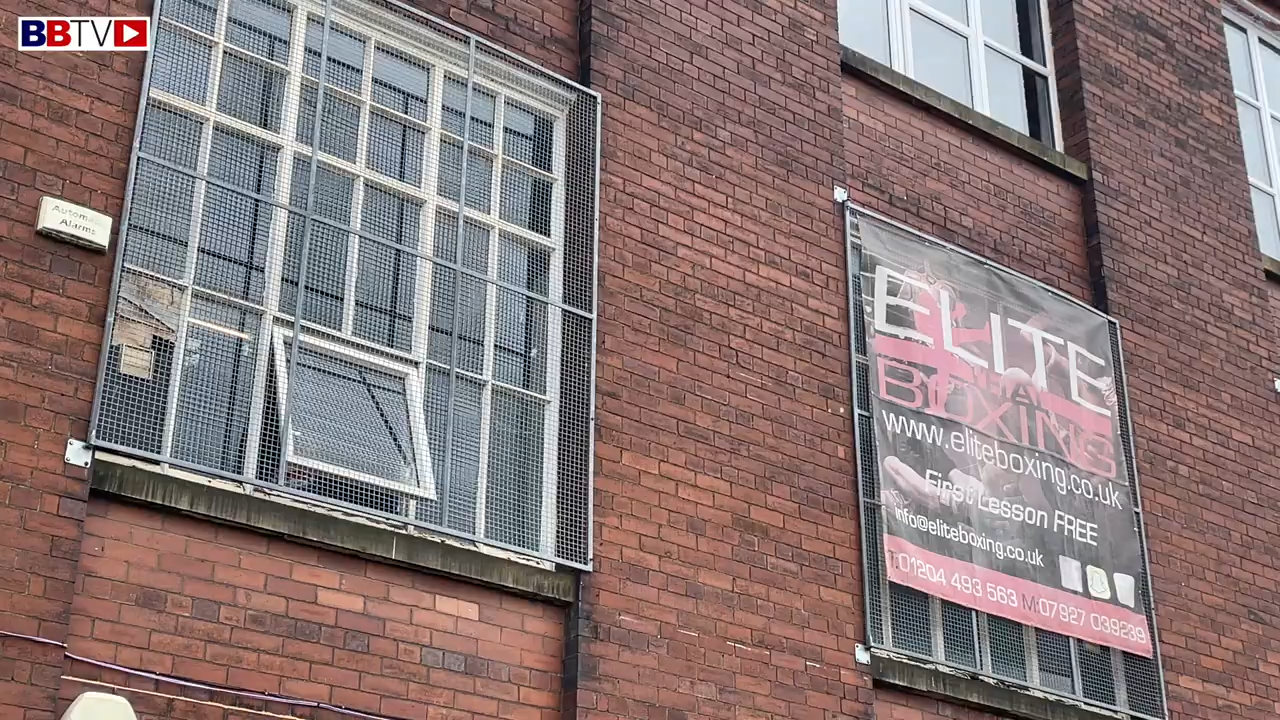 BBTV
Automatic
Alarms
ELITE
BOXING
www.eliteboxing.co.uk
First Lesson FREE
info@eliteboxing.co.uk
T:01204 493 563 M:07927 039239